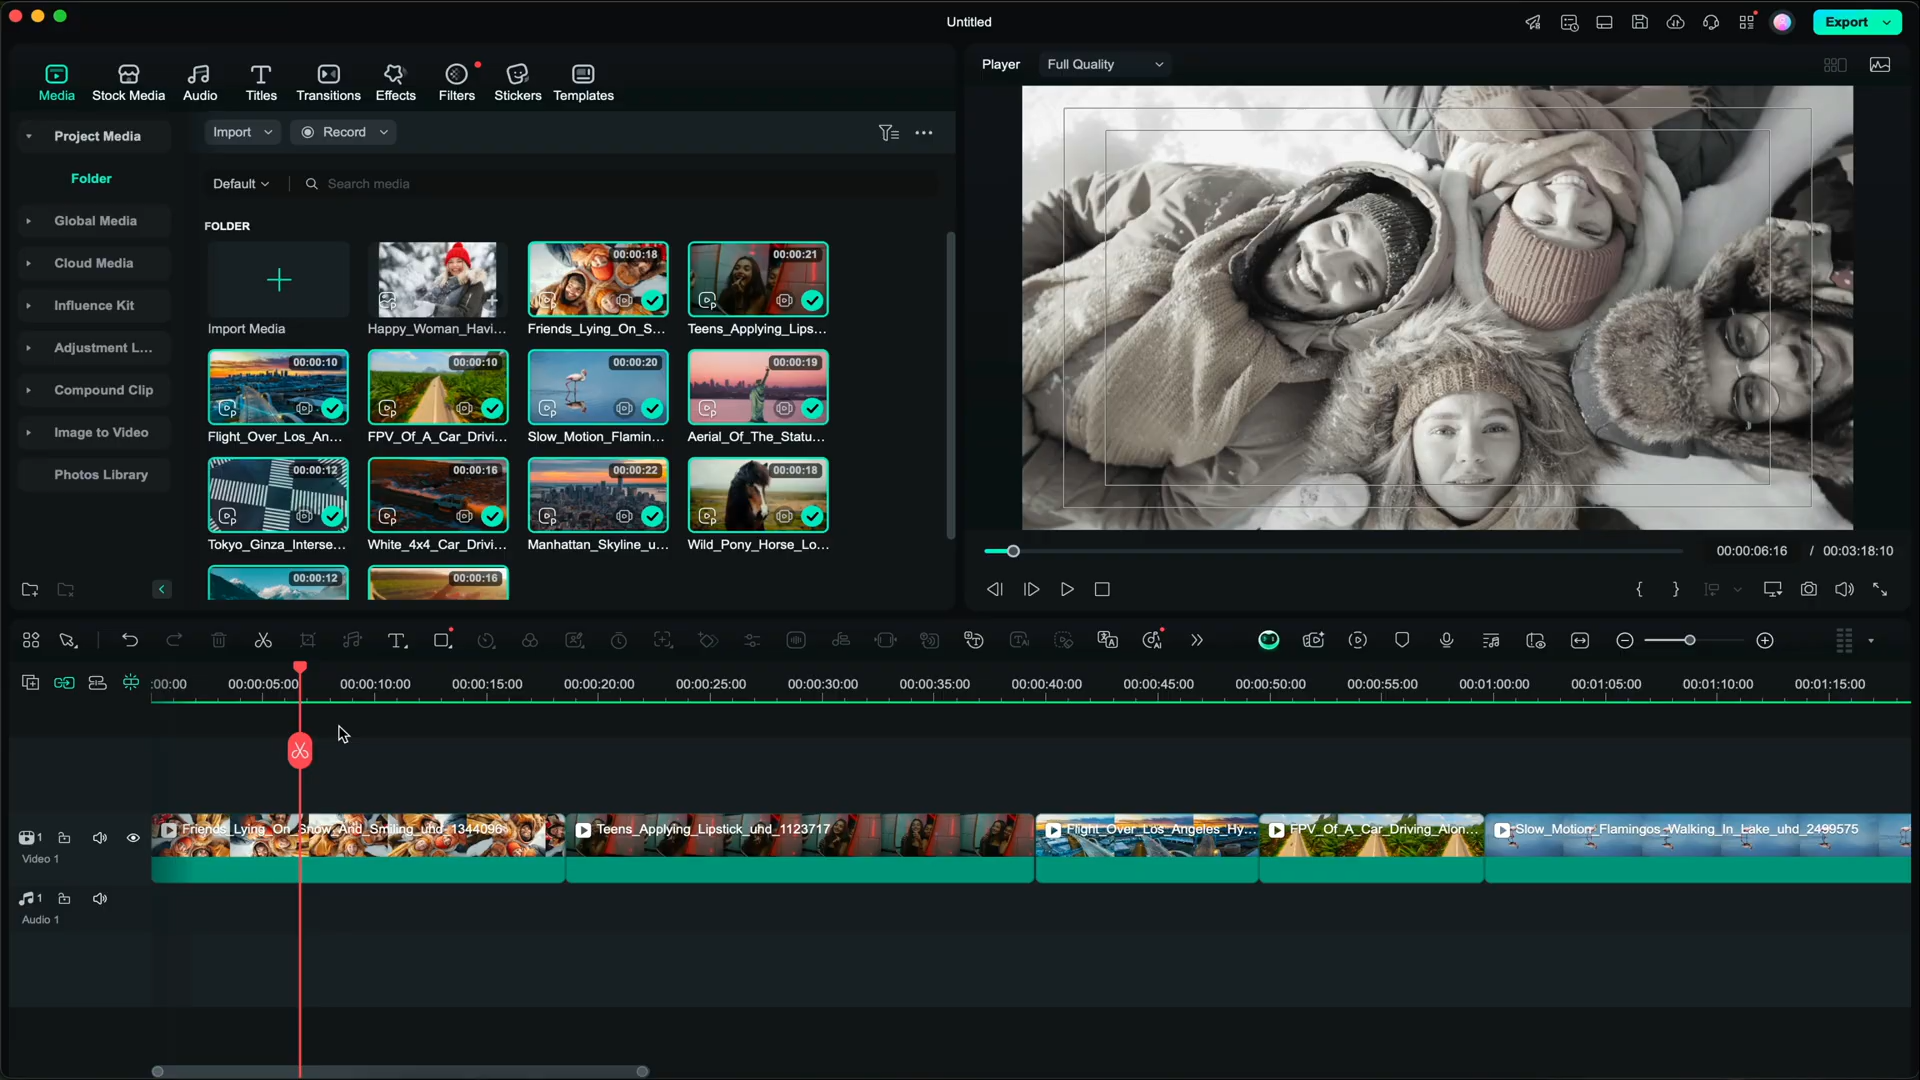 Untitled
Export
Media
Stock Media
Audio
Titles
Transitions
Effects
Filters
Stickers
Templates
Player
Full Quality
Project Media
Folder
Global Media
Cloud Media
Influence Kit
Adjustment L...
Compound Clip
Image to Video
Photos Library
Import
Record
Default
Search media
FOLDER
Import Media
Happy_Woman_Havi...
00:00:18
Friends_Lying_On_S...
00:00:21
Teens_Applying_Lips...
00:00:10
Flight_Over_Los_An...
00:00:10
FPV_Of_A_Car_Drivi...
00:00:20
Slow_Motion_Flamin...
00:00:19
Aerial_Of_The_Statu...
00:00:12
Tokyo_Ginza_Interse...
00:00:16
White_4x4_Car_Drivi...
00:00:22
Manhattan_Skyline_u...
00:00:18
Wild_Pony_Horse_Lo...
00:00:12
00:00:16
00:00:06:16 / 00:03:18:10
:00:00
00:00:05:00
00:00:10:00
00:00:15:00
00:00:20:00
00:00:25:00
00:00:30:00
00:00:35:00
00:00:40:00
00:00:45:00
00:00:50:00
00:00:55:00
00:01:00:00
00:01:05:00
00:01:10:00
00:01:15:00
1
Video 1
Friends_Lying_On_Snow_And_Smiling_uhd_1344096
Teens_Applying_Lipstick_uhd_1123717
Flight_Over_Los_Angeles_Hy...
FPV_Of_A_Car_Driving_Alon...
Slow_Motion_Flamingos_Walking_In_Lake_uhd_2499575
1
Audio 1